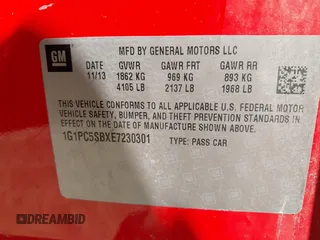 GM
MFD BY GENERAL MOTORS LLC
DATE GVWR GAWR FRT GAWR RR
11/13 1862 KG 969 KG 893 KG
4105 LB 2137 LB 1968 LB
THIS VEHICLE CONFORMS TO ALL APPLICABLE U.S. FEDERAL MOTOR
VEHICLE SAFETY, BUMPER, AND THEFT PREVENTION STANDARDS IN
EFFECT ON THE DATE OF MANUFACTURE SHOWN ABOVE.
1G1PC5SBXE7230301 TYPE: PASS CAR
DREAMBID